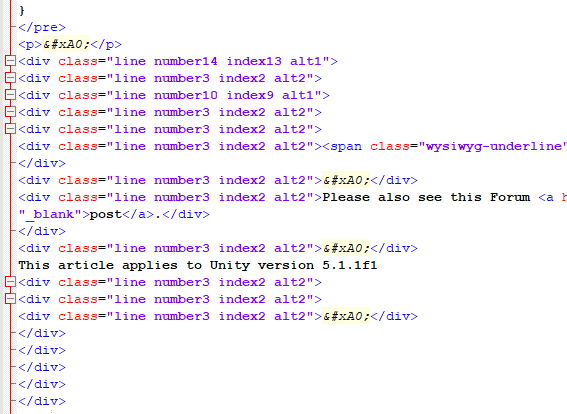 }
</pre>
<p>&#xA0;</p>
<div class="line number14 index13 alt1">
<div class="line number3 index2 alt2">
<div class="line number10 index9 alt1">
<div class="line number3 index2 alt2">
<div class="line number3 index2 alt2">
<div class="line number3 index2 alt2"><span class="wysiwyg-underline"
</div>
<div class="line number3 index2 alt2">&#xA0;</div>
<div class="line number3 index2 alt2">Please also see this Forum <a h
"_blank">post</a>.</div>
</div>
<div class="line number3 index2 alt2">&#xA0;</div>
This article applies to Unity version 5.1.1f1
<div class="line number3 index2 alt2">
<div class="line number3 index2 alt2">
<div class="line number3 index2 alt2">&#xA0;</div>
</div>
</div>
</div>
</div>
</div>